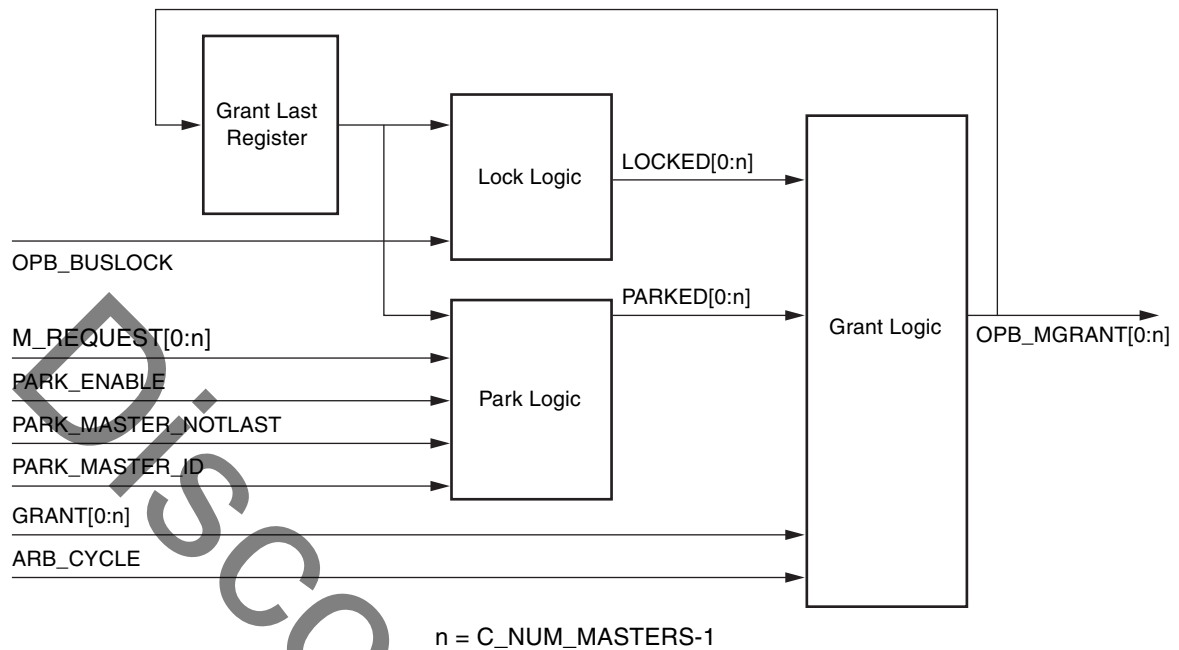 Grant Last
Register
Lock Logic
LOCKED[0:n]
OPB_BUSLOCK
PARKED[0:n]
Grant Logic
OPB_MGRANT[0:n]
M_REQUEST[0:n]
PARK_ENABLE
Park Logic
PARK_MASTER_NOTLAST
PARK_MASTER_ID
GRANT[0:n]
ARB_CYCLE
n = C_NUM_MASTERS-1
Disco